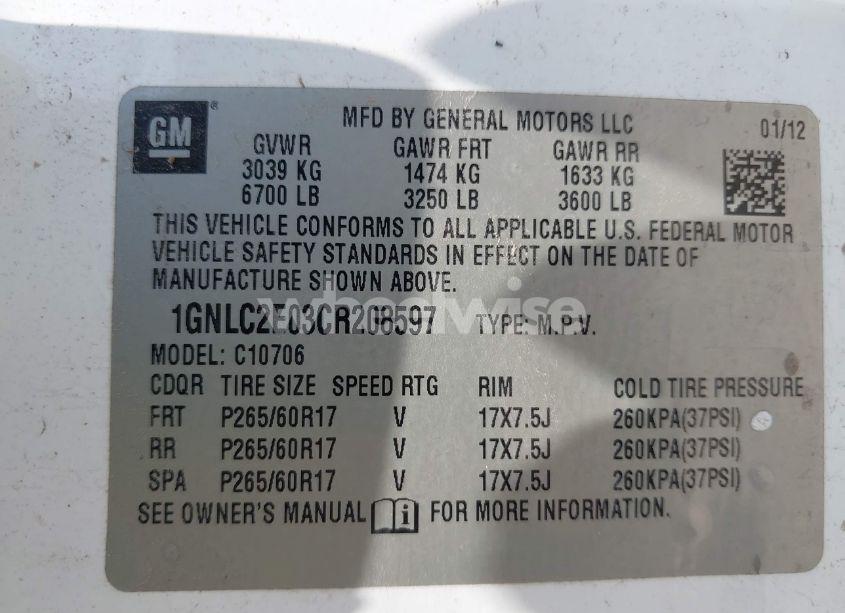 GM ®
MFD BY GENERAL MOTORS LLC 01/12
GVWR GAWR FRT GAWR RR
3039 KG 1474 KG 1633 KG
6700 LB 3250 LB 3600 LB
THIS VEHICLE CONFORMS TO ALL APPLICABLE U.S. FEDERAL MOTOR
VEHICLE SAFETY STANDARDS IN EFFECT ON THE DATE OF
MANUFACTURE SHOWN ABOVE.
1GNLC2E03CR208597 TYPE: M.P.V.
wheelwise
MODEL: C10706
CDQR TIRE SIZE SPEED RTG RIM COLD TIRE PRESSURE
FRT P265/60R17 V 17X7.5J 260KPA(37PSI)
RR P265/60R17 V 17X7.5J 260KPA(37PSI)
SPA P265/60R17 V 17X7.5J 260KPA(37PSI)
SEE OWNER'S MANUAL i FOR MORE INFORMATION.